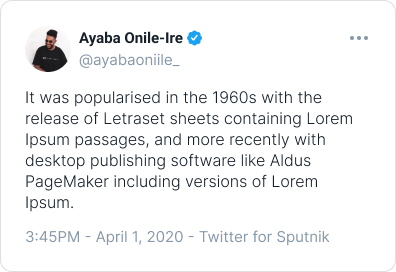 Ayaba Onile-Ire
@ayabaoniile_
It was popularised in the 1960s with the
release of Letraset sheets containing Lorem
Ipsum passages, and more recently with
desktop publishing software like Aldus
PageMaker including versions of Lorem
Ipsum.
3:45PM - April 1, 2020 - Twitter for Sputnik